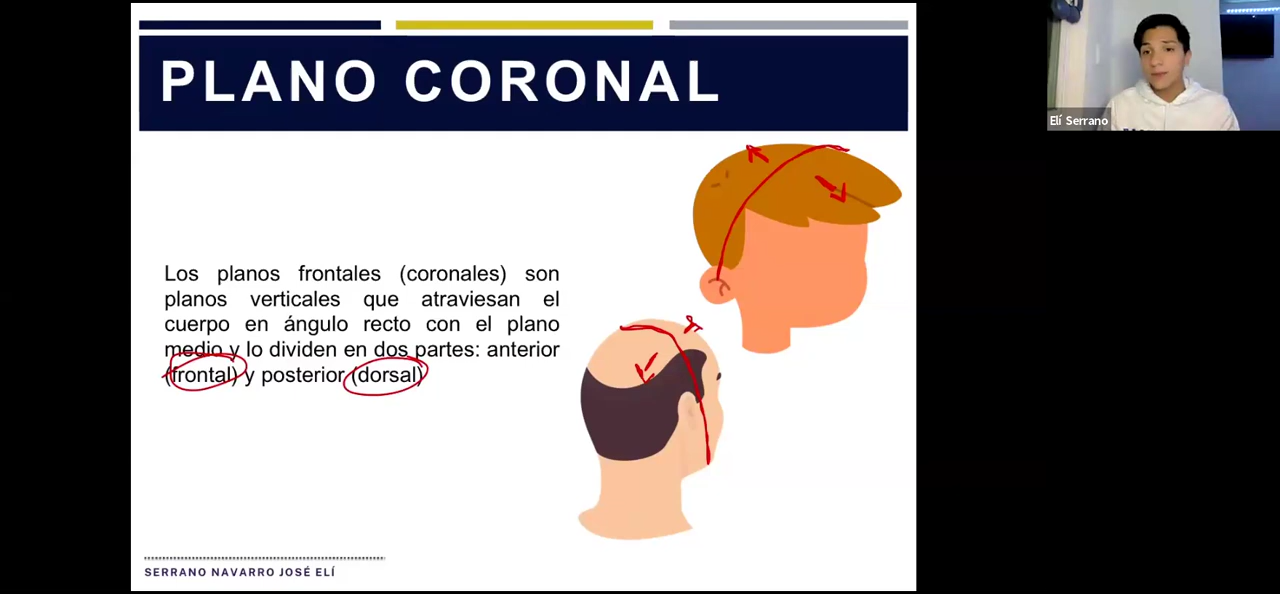 PLANO CORONAL
Elí Serrano
Los planos frontales (coronales) son
planos verticales que atraviesan el
cuerpo en ángulo recto con el plano
medio y lo dividen en dos partes: anterior
(frontal) y posterior (dorsal)
SERRANO NAVARRO JOSÉ ELÍ